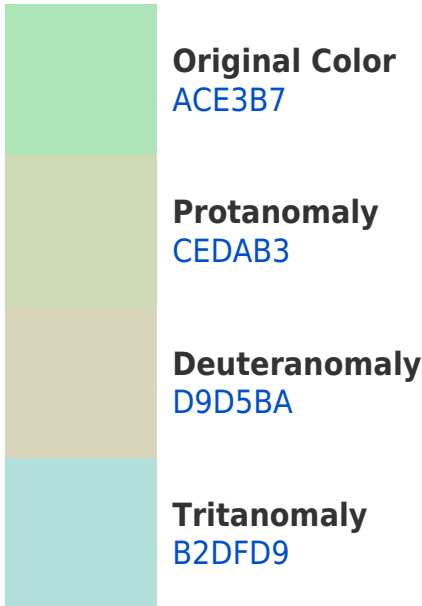 Original Color
ACE3B7
Protanomaly
CEDAB3
Deuteranomaly
D9D5BA
Tritanomaly
B2DFD9